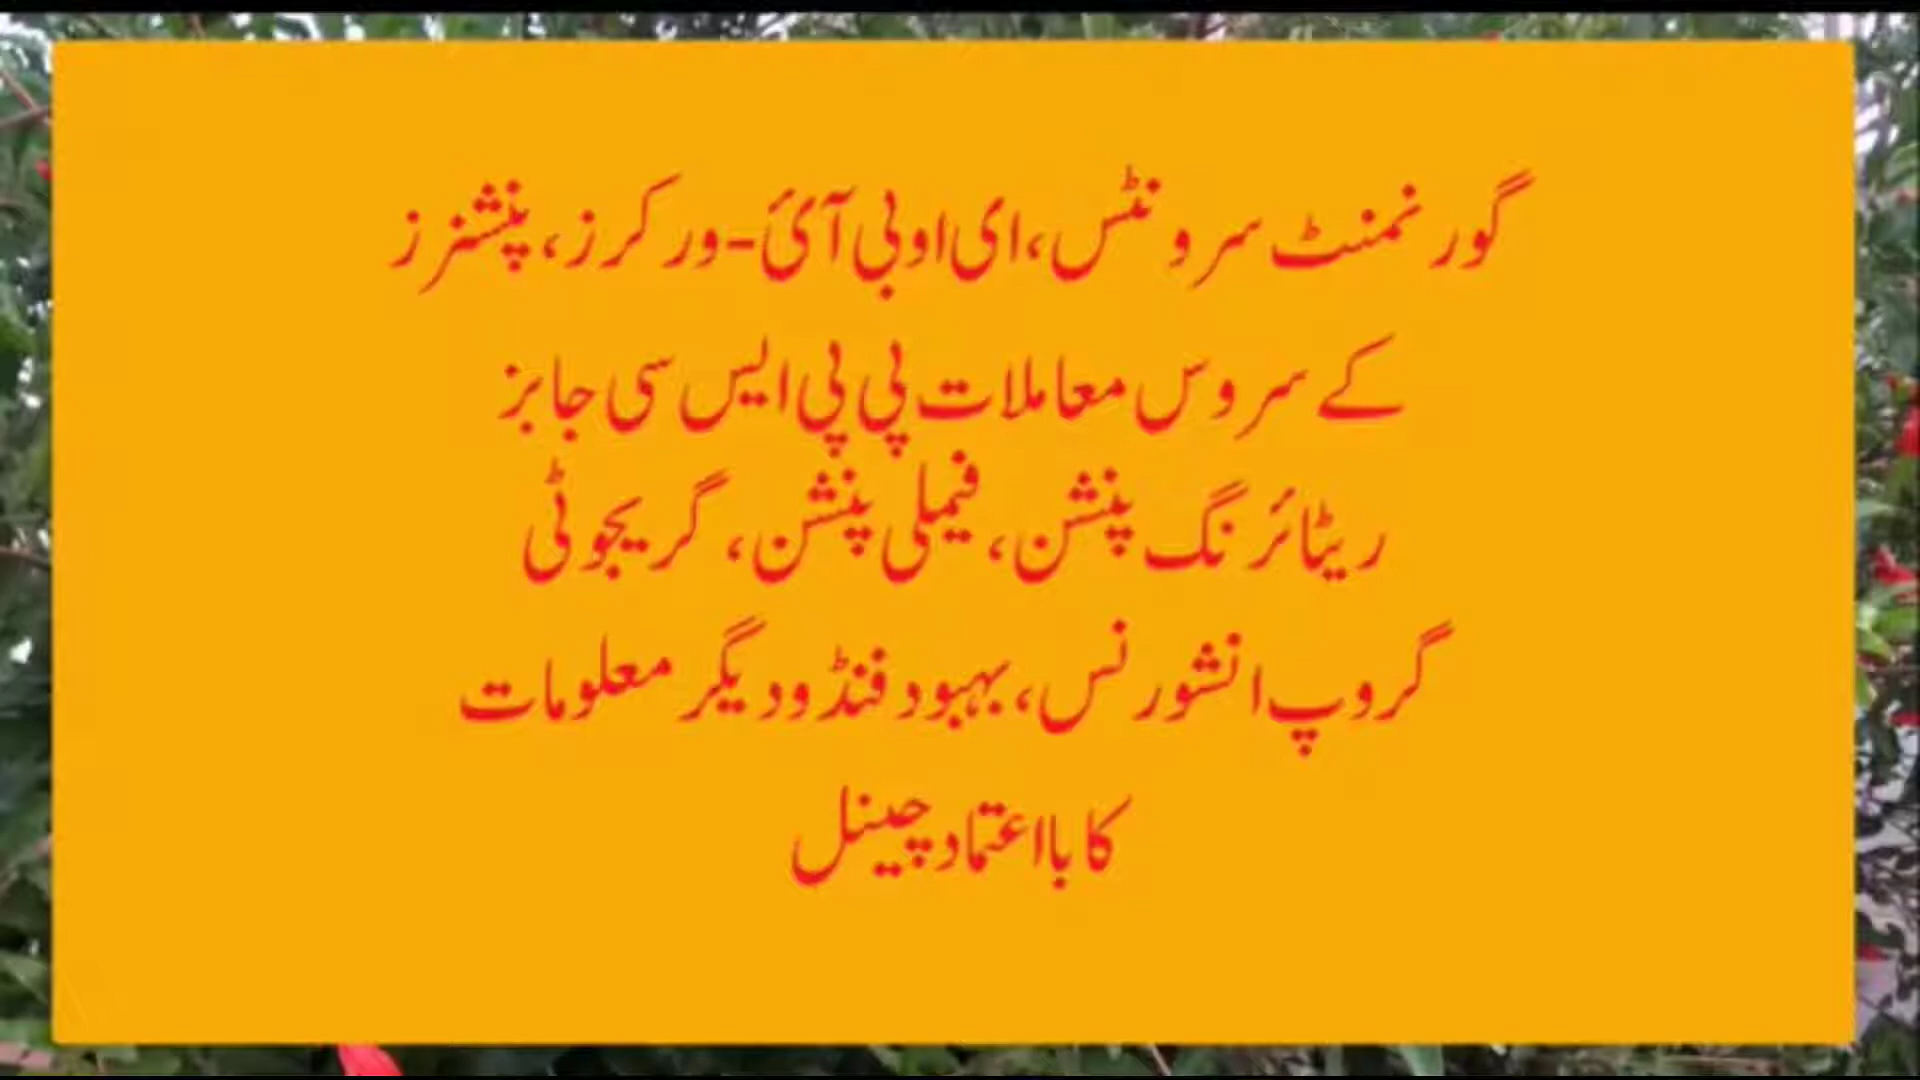 گورنمنٹ سرونٹس،ای او بی آئ-ورکرز،پنشنرز
کے سروس معاملات پی پی ایس سی جابز
ریٹائرنگ پنشن، فیملی پنشن، گریجوٹی
گروپ انشورنس، بہبود فنڈ و دیگر معلومات
کا بااعتماد چینل